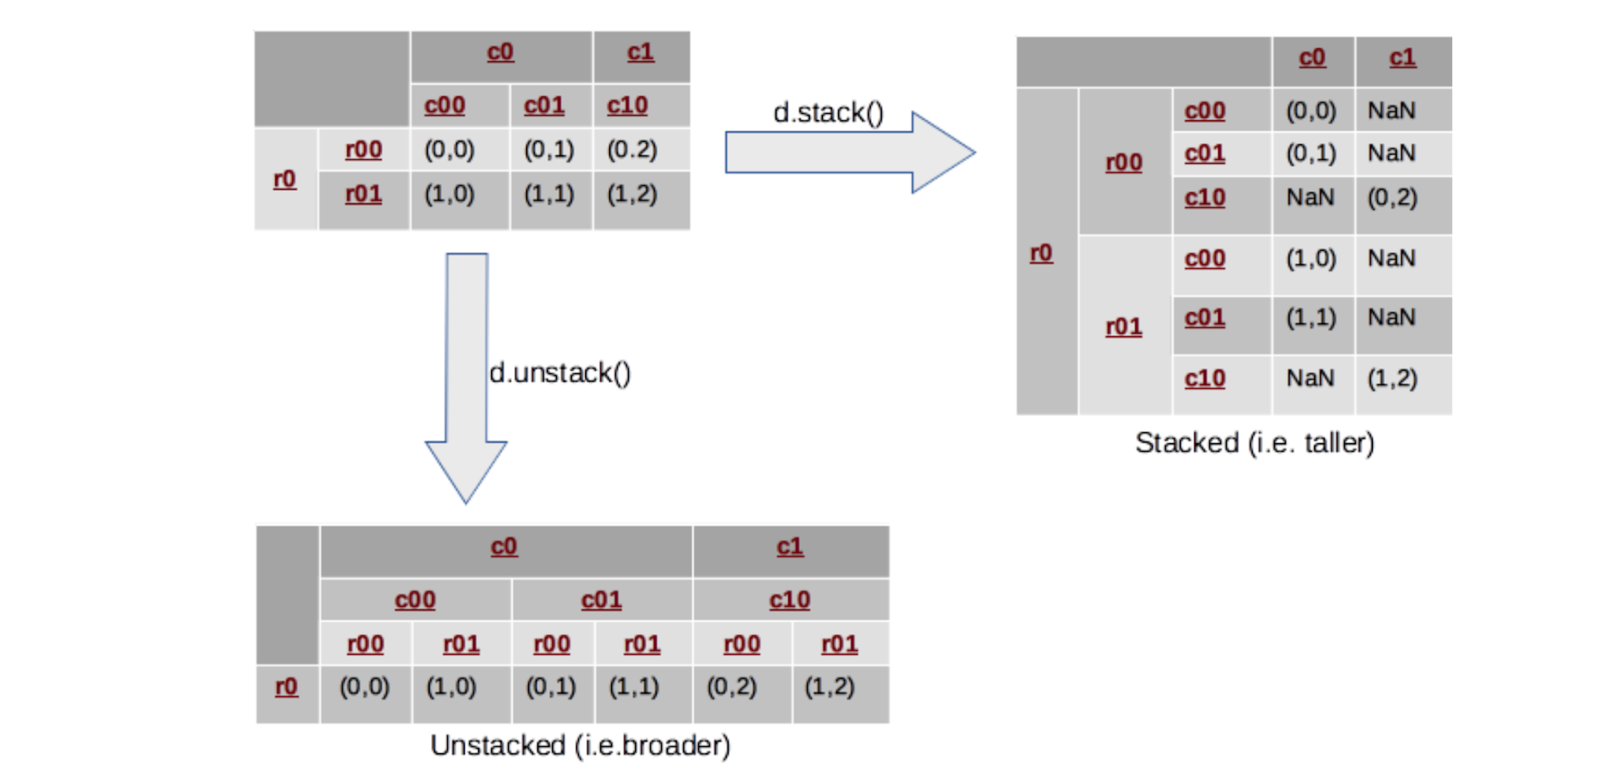 c0 c1
c00 c01 c10
r0 r00 (0,0) (0,1) (0.2)
r01 (1,0) (1,1) (1,2)
d.stack()
c0 c1
r0 r00 c00 (0,0) NaN
c01 (0,1) NaN
c10 NaN (0,2)
r01 c00 (1,0) NaN
c01 (1,1) NaN
c10 NaN (1,2)
Stacked (i.e. taller)
d.unstack()
c0 c1
c00 c01 c10
r00 r01 r00 r01 r00 r01
r0 (0,0) (1,0) (0,1) (1,1) (0,2) (1,2)
Unstacked (i.e.broader)